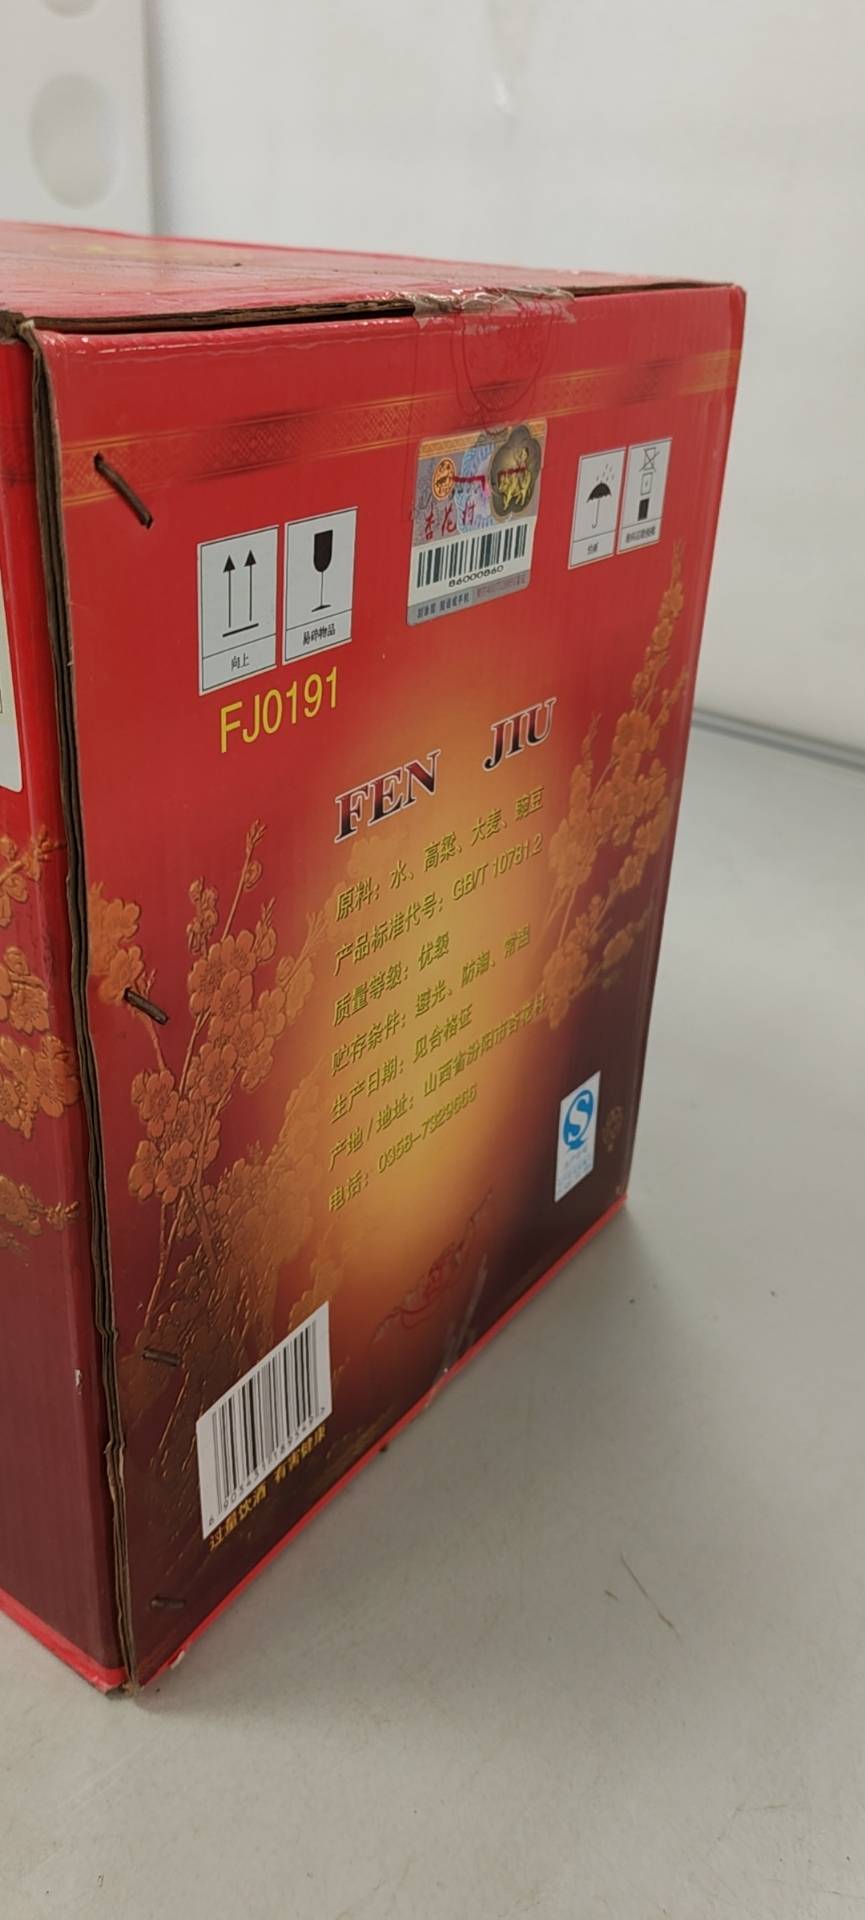 杏花村
86000860
向上
易碎物品
怕雨
FJ0191
FEN JIU
原料：水、高粱、大麦、豌豆
产品标准代号：GB/T 10781.2
质量等级：优级
贮存条件：避光、防潮、常温
生产日期：见合格证
产地/地址：山西省汾阳市杏花村
电话：0358-7329666
过量饮酒 有害健康